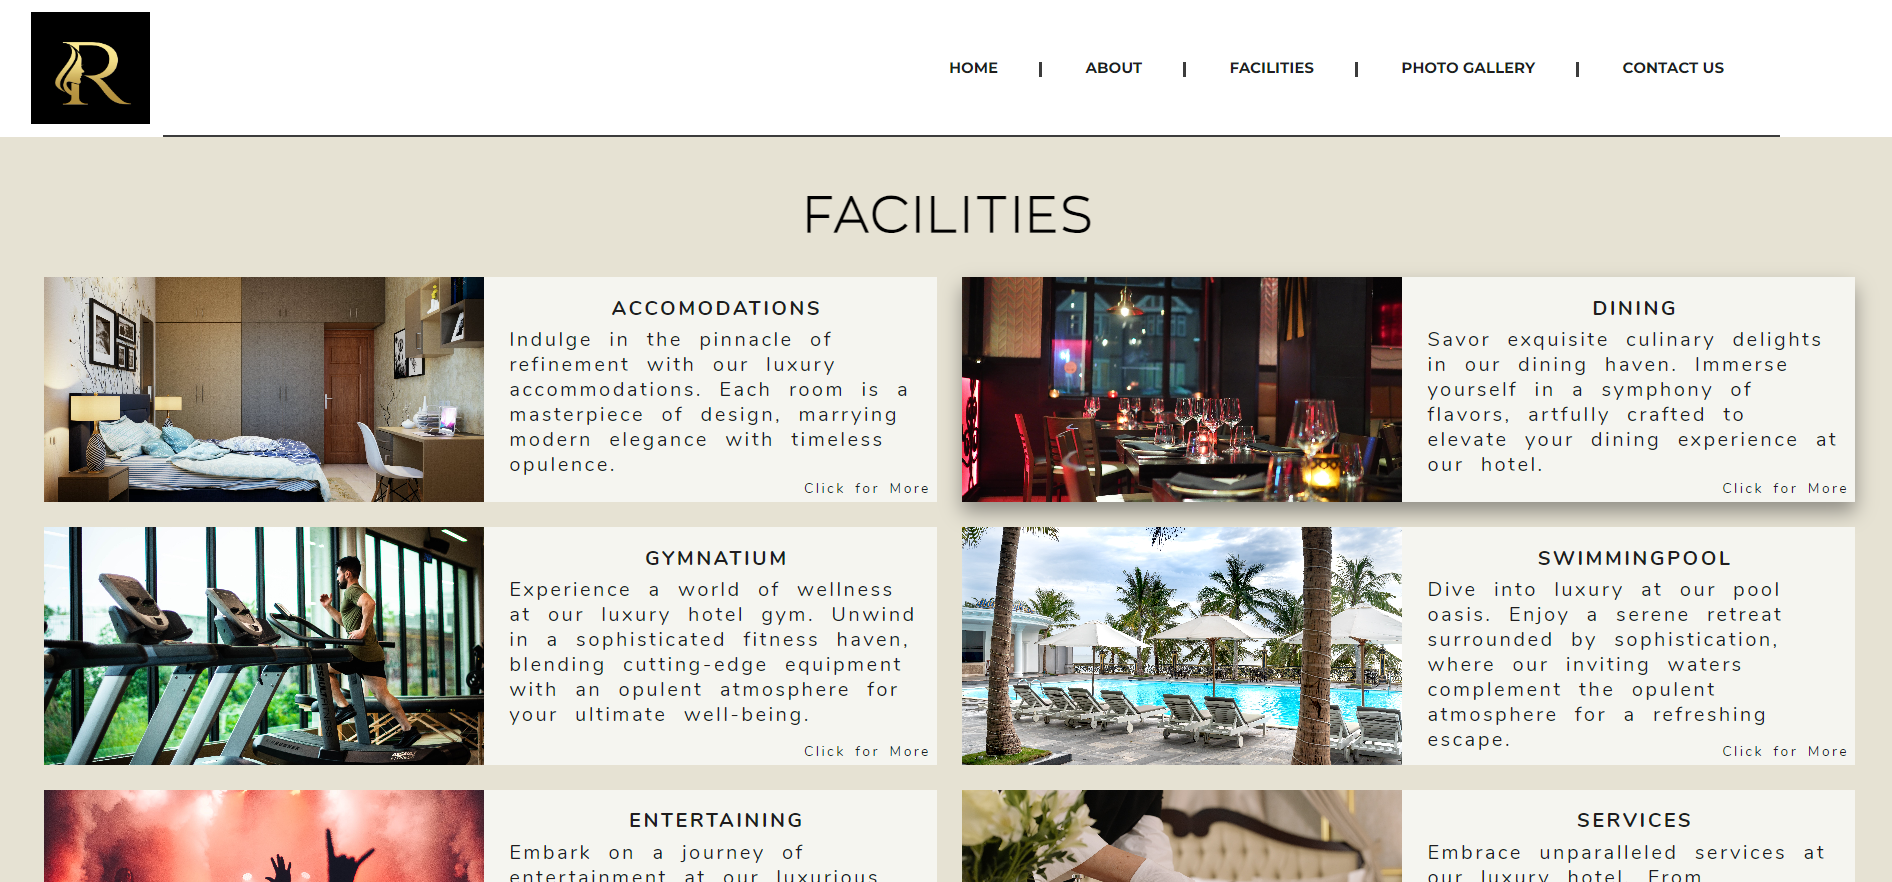 R
HOME | ABOUT | FACILITIES | PHOTO GALLERY | CONTACT US
FACILITIES
ACCOMODATIONS
Indulge in the pinnacle of
refinement with our luxury
accommodations. Each room is a
masterpiece of design, marrying
modern elegance with timeless
opulence.
Click for More
DINING
Savor exquisite culinary delights
in our dining haven. Immerse
yourself in a symphony of
flavors, artfully crafted to
elevate your dining experience at
our hotel.
Click for More
GYMNATIUM
Experience a world of wellness
at our luxury hotel gym. Unwind
in a sophisticated fitness haven,
blending cutting-edge equipment
with an opulent atmosphere for
your ultimate well-being.
Click for More
SWIMMINGPOOL
Dive into luxury at our pool
oasis. Enjoy a serene retreat
surrounded by sophistication,
where our inviting waters
complement the opulent
atmosphere for a refreshing
escape.
Click for More
ENTERTAINING
Embark on a journey of
entertainment at our luxurious
SERVICES
Embrace unparalleled services at
our luxury hotel. From